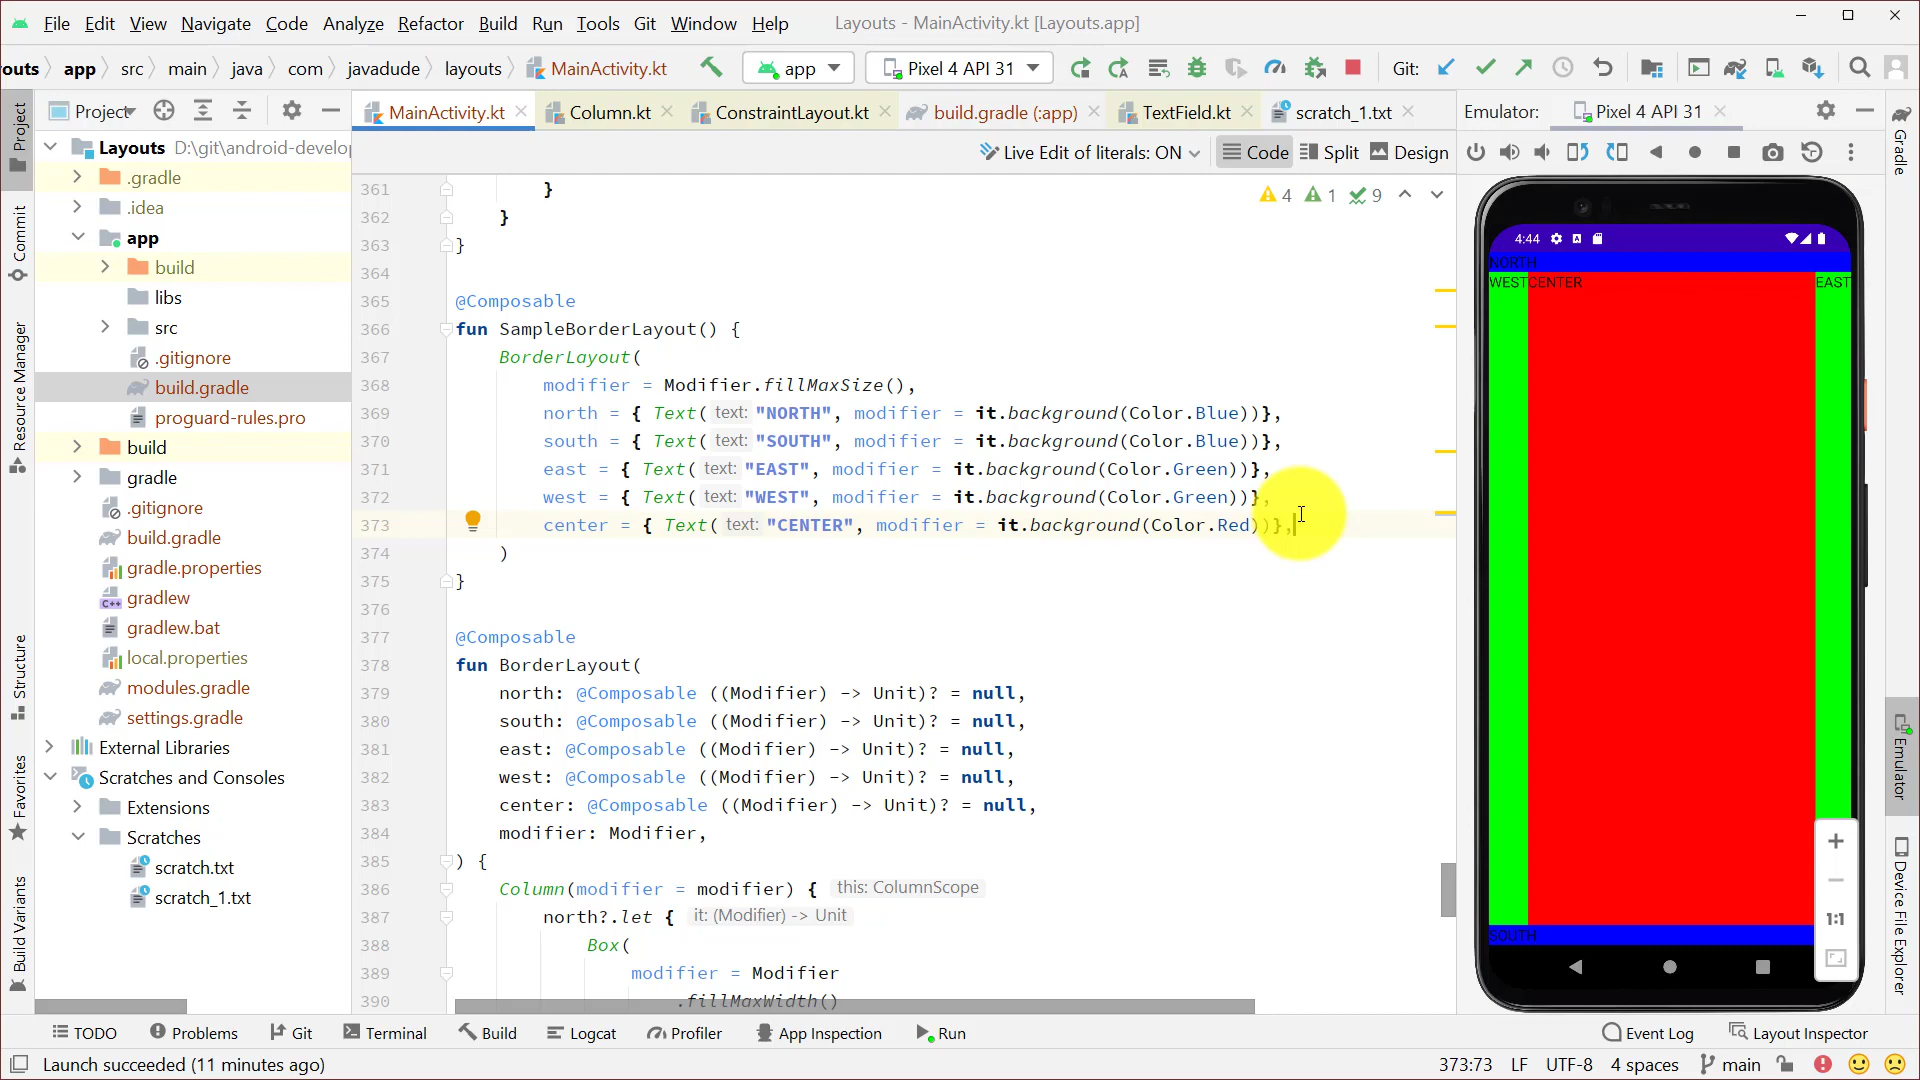 File Edit View Navigate Code Analyze Refactor Build Run Tools Git Window Help Layouts - MainActivity.kt [Layouts.app]
outs app src main java com javadude layouts MainActivity.kt app Pixel 4 API 31 Git:
Project MainActivity.kt Column.kt ConstraintLayout.kt build.gradle (:app) TextField.kt scratch_1.txt Emulator: Pixel 4 API 31
Live Edit of literals: ON Code Split Design
Project
Commit
Resource Manager
Structure
Favorites
Build Variants
Layouts D:\git\android-develo
.gradle
.idea
app
build
libs
src
.gitignore
build.gradle
proguard-rules.pro
build
gradle
.gitignore
build.gradle
gradle.properties
gradlew
gradlew.bat
local.properties
modules.gradle
settings.gradle
External Libraries
Scratches and Consoles
Extensions
Scratches
scratch.txt
scratch_1.txt
4 1 9
361 }
362 }
363 }
364
365 @Composable
366 fun SampleBorderLayout() {
367 BorderLayout(
368 modifier = Modifier.fillMaxSize(),
369 north = { Text( text: "NORTH", modifier = it.background(Color.Blue))},
370 south = { Text( text: "SOUTH", modifier = it.background(Color.Blue))},
371 east = { Text( text: "EAST", modifier = it.background(Color.Green))},
372 west = { Text( text: "WEST", modifier = it.background(Color.Green))},
373 center = { Text( text: "CENTER", modifier = it.background(Color.Red))},
374 )
375 }
376
377 @Composable
378 fun BorderLayout(
379 north: @Composable ((Modifier) -> Unit)? = null,
380 south: @Composable ((Modifier) -> Unit)? = null,
381 east: @Composable ((Modifier) -> Unit)? = null,
382 west: @Composable ((Modifier) -> Unit)? = null,
383 center: @Composable ((Modifier) -> Unit)? = null,
384 modifier: Modifier,
385 ) {
386 Column(modifier = modifier) { this: ColumnScope
387 north?.let { it: (Modifier) -> Unit
388 Box(
389 modifier = Modifier
390 .fillMaxWidth()
4:44
NORTH
WEST CENTER EAST
SOUTH
1:1
Gradle
Emulator
Device File Explorer
TODO Problems Git Terminal Build Logcat Profiler App Inspection Run Event Log Layout Inspector
Launch succeeded (11 minutes ago) 373:73 LF UTF-8 4 spaces main